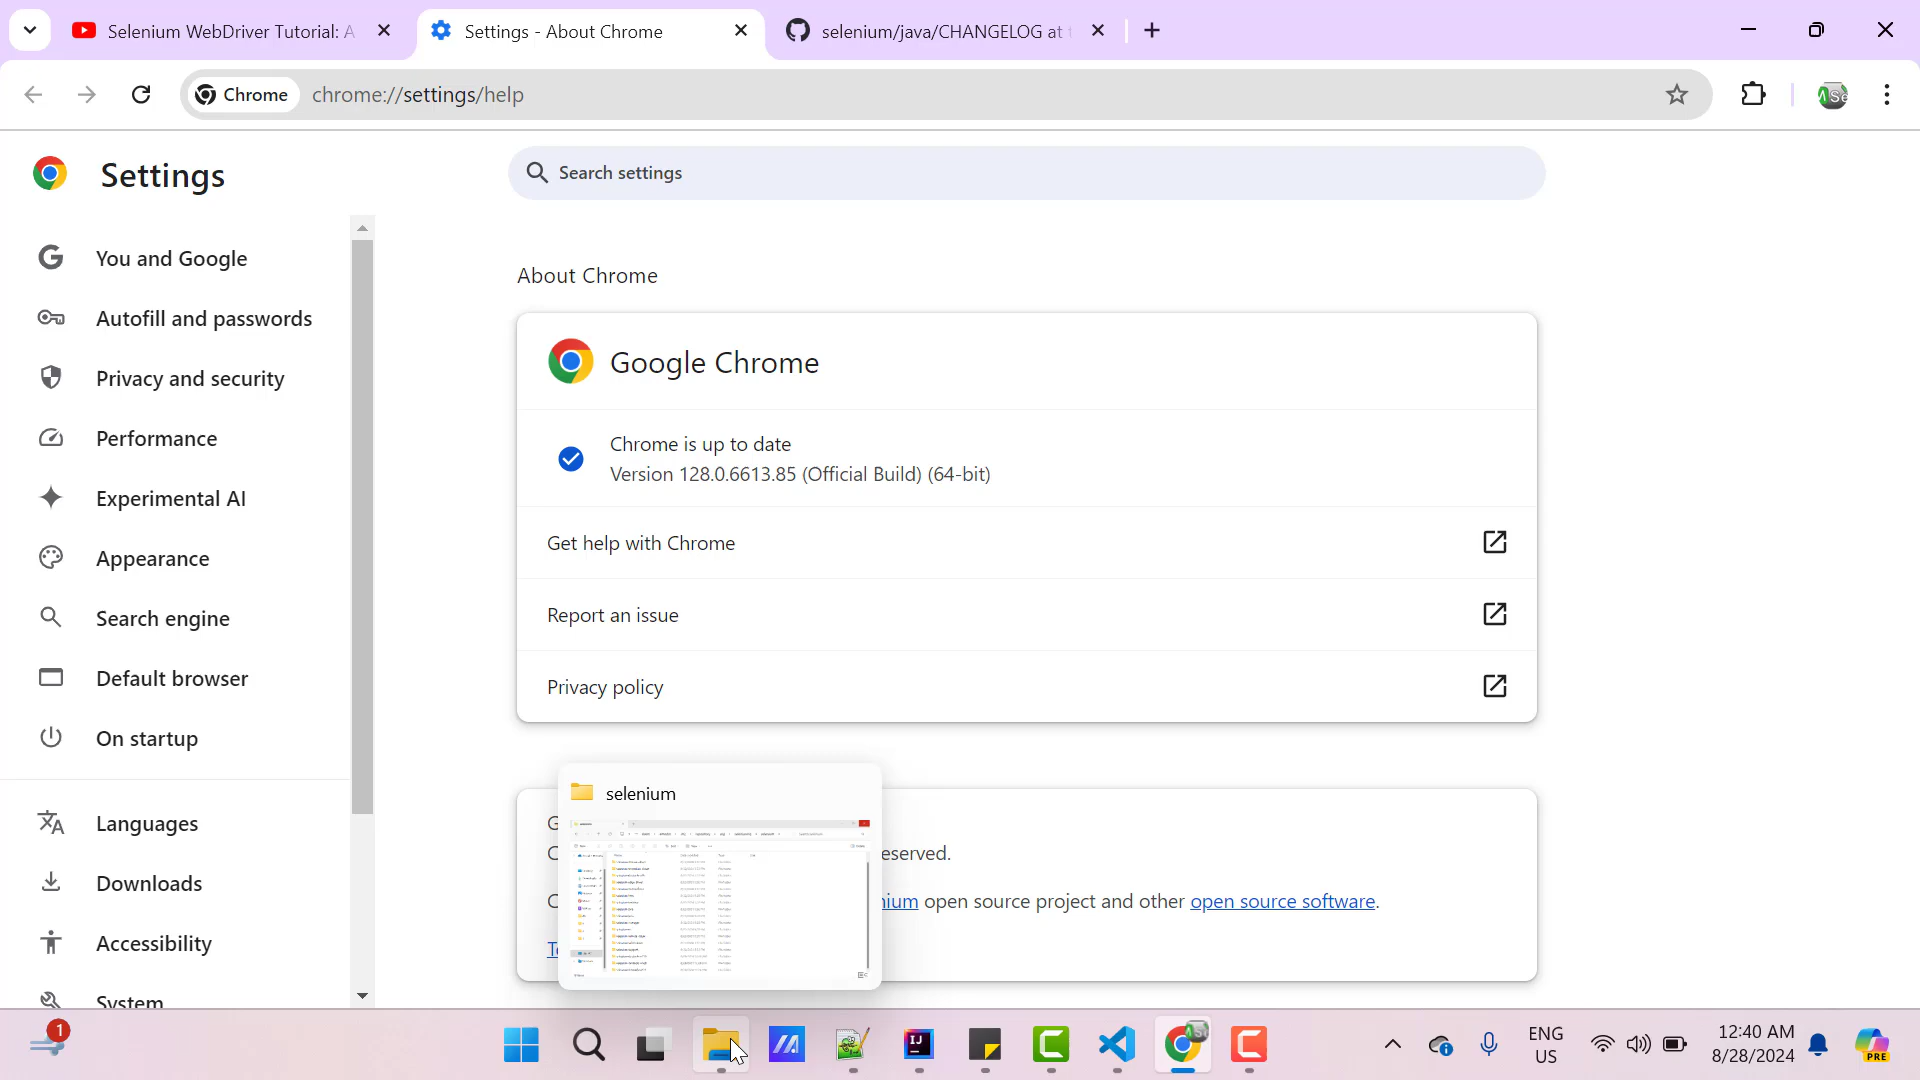 Selenium WebDriver Tutorial: A
Settings - About Chrome
selenium/java/CHANGELOG at t
Chrome
chrome://settings/help
Settings
Search settings
You and Google
Autofill and passwords
Privacy and security
Performance
Experimental AI
Appearance
Search engine
Default browser
On startup
Languages
Downloads
Accessibility
System
About Chrome
Google Chrome
Chrome is up to date
Version 128.0.6613.85 (Official Build) (64-bit)
Get help with Chrome
Report an issue
Privacy policy
selenium
eserved.
nium open source project and other open source software.
1
ENG
US
12:40 AM
8/28/2024
PRE